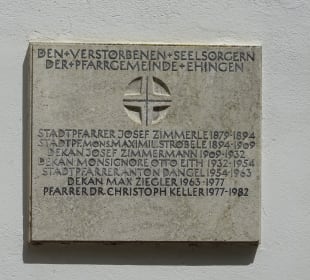 DEN+VERSTORBENEN+SEELSORGERN
DER+PFARRGEMEINDE+EHINGEN
STADTPFARRER JOSEF ZIMMERLE 1879-1894
STADTPF. MONS. MAXIMIL. STRÖBELE 1894-1909
DEKAN JOSEF ZIMMERMANN 1909-1932
DEKAN MONSIGNORE OTTO EITH 1932-1954
STADTPFARRER ANTON DANGEL 1954-1963
DEKAN MAX ZIEGLER 1963-1977
PFARRER DR. CHRISTOPH KELLER 1977-1982